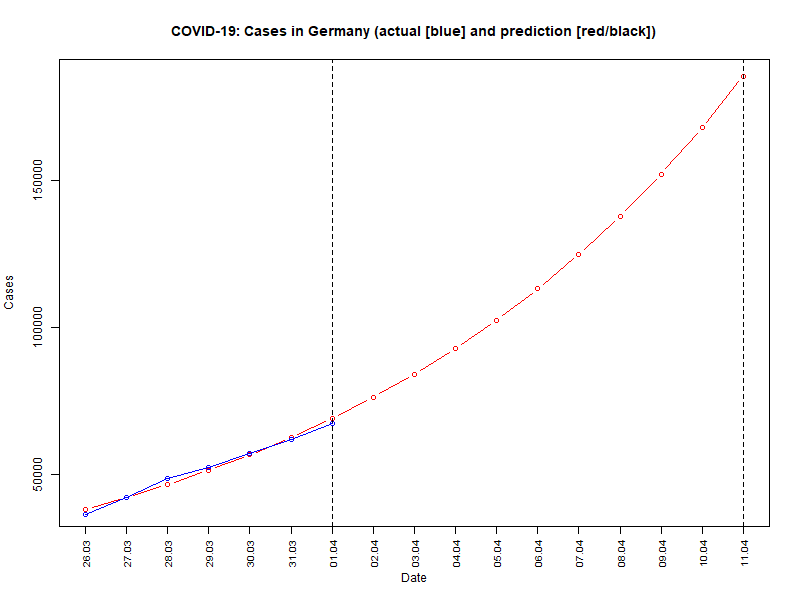 COVID-19: Cases in Germany (actual [blue] and prediction [red/black])
Cases
150000
100000
50000
26.03 27.03 28.03 29.03 30.03 31.03 01.04 02.04 03.04 04.04 05.04 06.04 07.04 08.04 09.04 10.04 11.04
Date